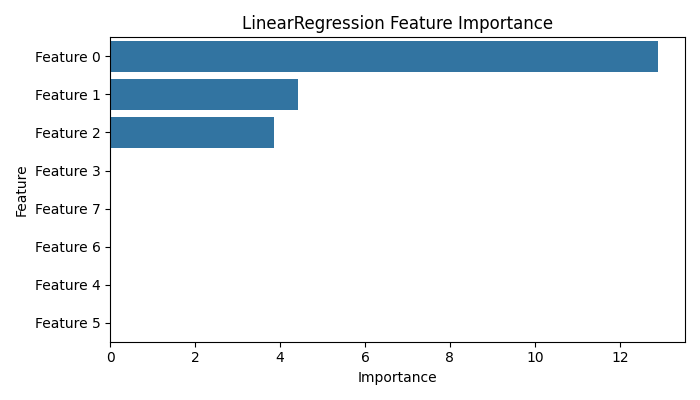 LinearRegression Feature Importance
Feature 0
Feature 1
Feature 2
Feature 3
Feature 7
Feature 6
Feature 4
Feature 5
Feature
0 2 4 6 8 10 12
Importance